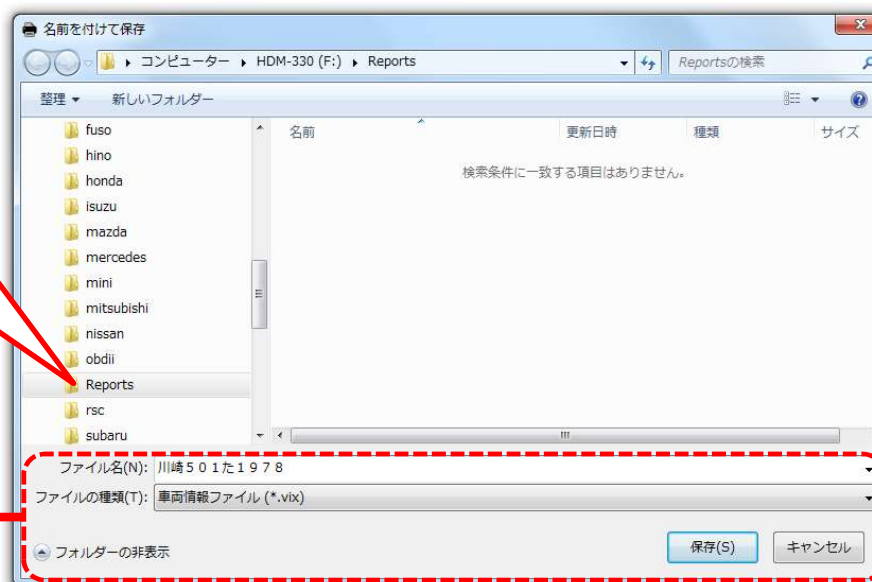 名前を付けて保存
コンピューター ▸ HDM-330 (F:) ▸ Reports
Reportsの検索
整理 ▼ 新しいフォルダー
fuso
hino
honda
isuzu
mazda
mercedes
mini
mitsubishi
nissan
obdii
Reports
rsc
subaru
名前 更新日時 種類 サイズ
検索条件に一致する項目はありません。
ファイル名(N): 川崎５０１た１９７８
ファイルの種類(T): 車両情報ファイル (*.vix)
フォルダーの非表示 保存(S) キャンセル